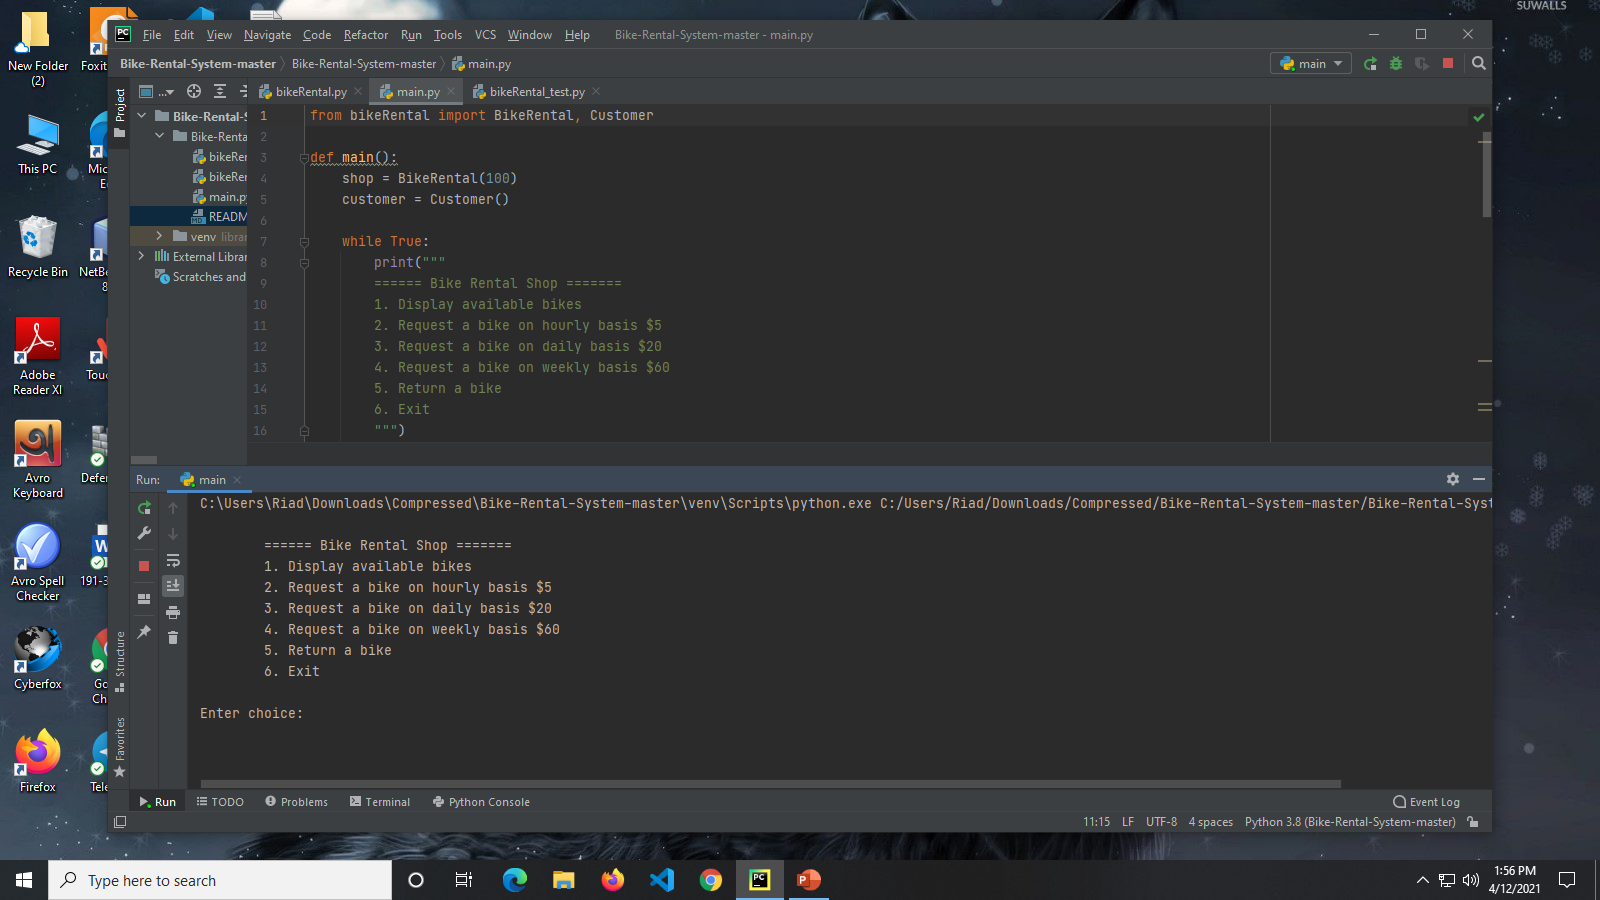 SUWALLS
New Folder
(2)
Foxit
This PC
Recycle Bin
Adobe
Reader XI
Avro
Keyboard
Defen
Avro Spell
Checker
191-3
Cyberfox
Firefox
PC
File Edit View Navigate Code Refactor Run Tools VCS Window Help Bike-Rental-System-master - main.py
Bike-Rental-System-master Bike-Rental-System-master main.py
main
...
bikeRental.py
main.py
bikeRental_test.py
Project
Bike-Rental-S
Bike-Renta
bikeRen
bikeRen
main.py
READM
venv librar
External Librar
Scratches and
1 from bikeRental import BikeRental, Customer
2
3 def main():
4 shop = BikeRental(100)
5 customer = Customer()
6
7 while True:
8 print("""
9 ====== Bike Rental Shop =======
10 1. Display available bikes
11 2. Request a bike on hourly basis $5
12 3. Request a bike on daily basis $20
13 4. Request a bike on weekly basis $60
14 5. Return a bike
15 6. Exit
16 """)
Run: main
C:\Users\Riad\Downloads\Compressed\Bike-Rental-System-master\venv\Scripts\python.exe C:/Users/Riad/Downloads/Compressed/Bike-Rental-System-master/Bike-Rental-Syst
====== Bike Rental Shop =======
1. Display available bikes
2. Request a bike on hourly basis $5
3. Request a bike on daily basis $20
4. Request a bike on weekly basis $60
5. Return a bike
6. Exit
Enter choice:
Structure
Favorites
Run TODO Problems Terminal Python Console Event Log
11:15 LF UTF-8 4 spaces Python 3.8 (Bike-Rental-System-master)
Type here to search
1:56 PM
4/12/2021